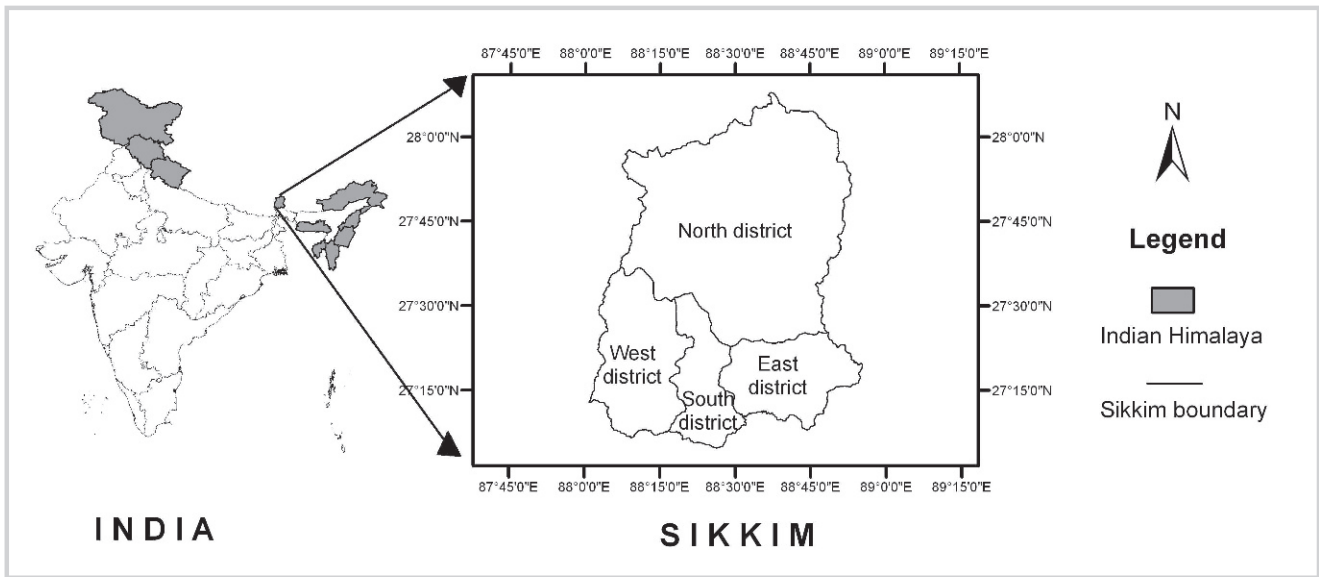 87°45'0"E 88°0'0"E 88°15'0"E 88°30'0"E 88°45'0"E 89°0'0"E 89°15'0"E
28°0'0"N 28°0'0"N
27°45'0"N 27°45'0"N
27°30'0"N 27°30'0"N
27°15'0"N 27°15'0"N
North district
West
district
South
district
East
district
87°45'0"E 88°0'0"E 88°15'0"E 88°30'0"E 88°45'0"E 89°0'0"E 89°15'0"E
N
Legend
Indian Himalaya
Sikkim boundary
INDIA
SIKKIM